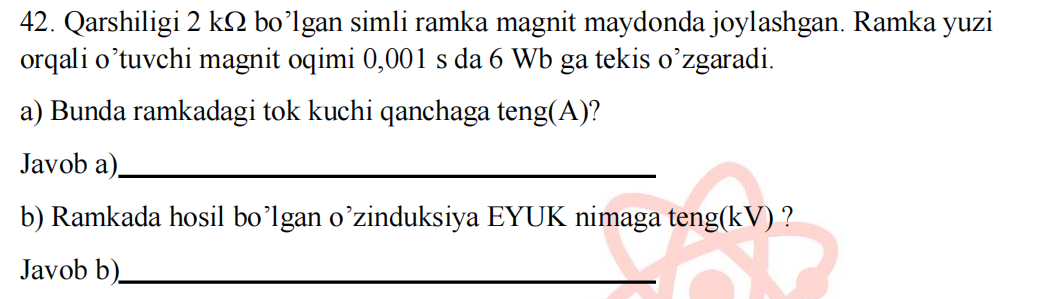 42. Qarshiligi 2 kΩ bo’lgan simli ramka magnit maydonda joylashgan. Ramka yuzi
orqali o’tuvchi magnit oqimi 0,001 s da 6 Wb ga tekis o’zgaradi.
a) Bunda ramkadagi tok kuchi qanchaga teng(A)?
Javob a)
b) Ramkada hosil bo’lgan o’zinduksiya EYUK nimaga teng(kV) ?
Javob b)